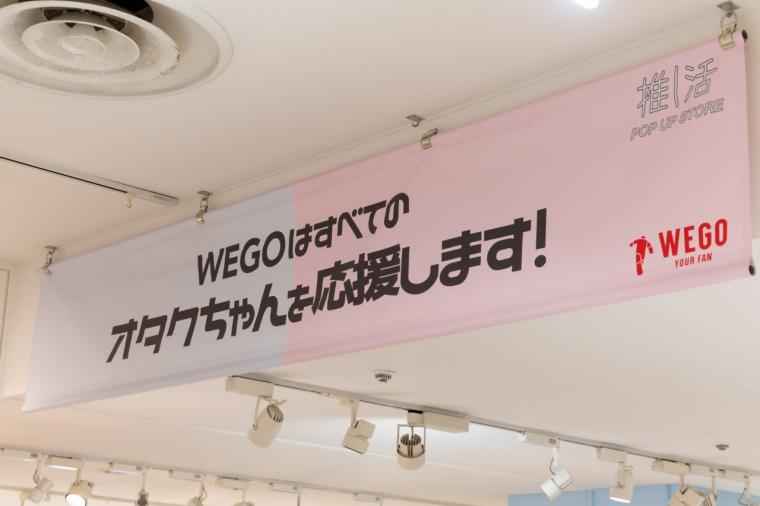 推し活
POP UP STORE
WEGOはすべての
オタクちゃんを応援します!
WEGO
YOUR FAN